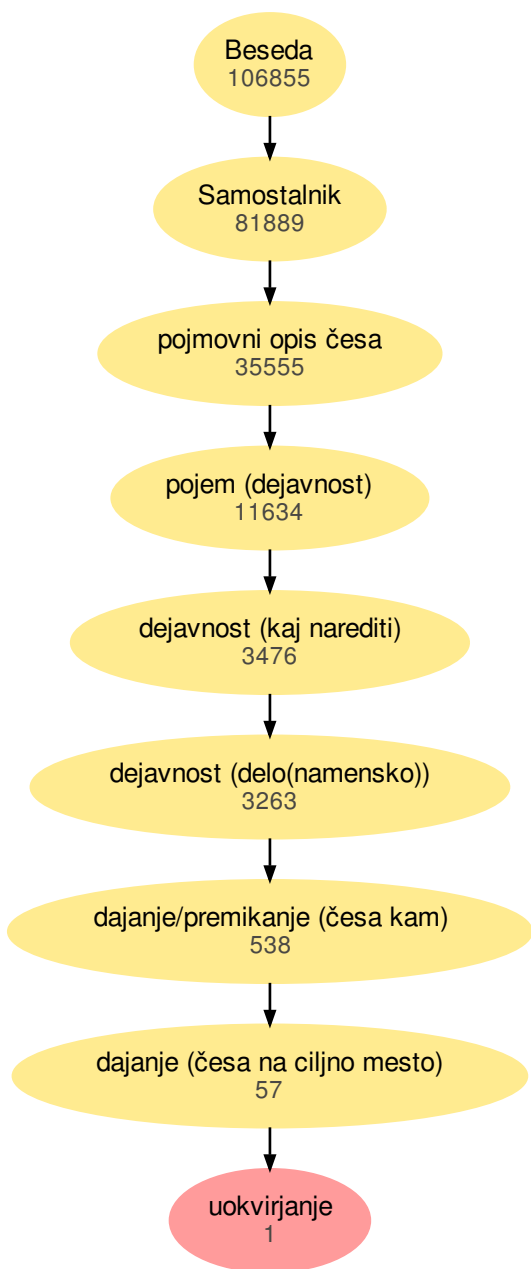 Beseda
106855
Samostalnik
81889
pojmovni opis česa
35555
pojem (dejavnost)
11634
dejavnost (kaj narediti)
3476
dejavnost (delo(namensko))
3263
dajanje/premikanje (česa kam)
538
dajanje (česa na ciljno mesto)
57
uokvirjanje
1